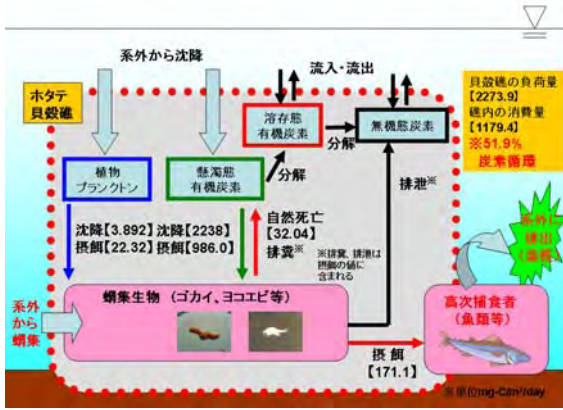 系外から沈降
流入・流出
ホタテ
貝殻礁
溶存態
有機炭素
無機態炭素
分解
植物
プランクトン
懸濁態
有機炭素
分解
排泄※
貝殻礁の負荷量
【2273.9】
礁内の消費量
【1179.4】
※51.9%
炭素循環
沈降【3.892】
摂餌【22.32】
沈降【2238】
摂餌【986.0】
自然死亡
【32.04】
排糞※
※排糞、排泄は
摂餌の値に
含まれる
系外に
排出
系外
から
蝟集
蝟集生物(ゴカイ、ヨコエビ等)
高次捕食者
(魚類等)
摂餌
【171.1】
※単位mg-C/m²/day